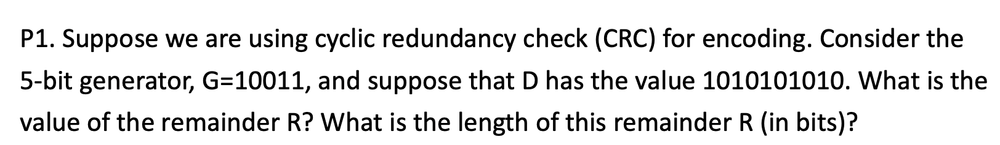 P1. Suppose we are using cyclic redundancy check (CRC) for encoding. Consider the
5-bit generator, G=10011, and suppose that D has the value 1010101010. What is the
value of the remainder R? What is the length of this remainder R (in bits)?